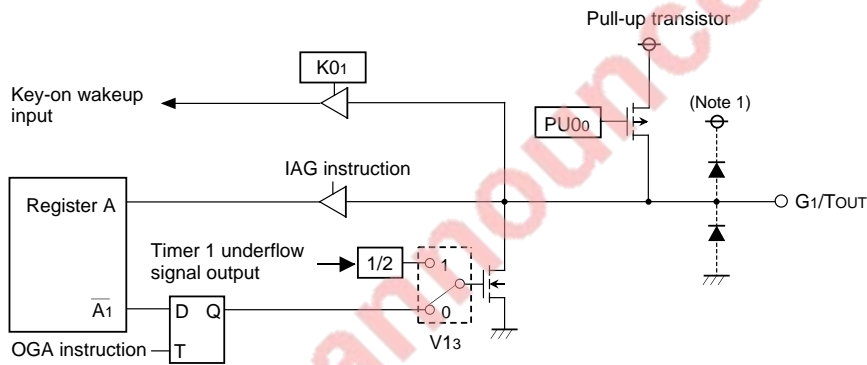 Pull-up transistor
K01
Key-on wakeup
input
(Note 1)
PU00
IAG instruction
Register A
G1/TOUT
Timer 1 underflow
signal output
1/2
1
A1
D Q
0
V13
OGA instruction
T
announce